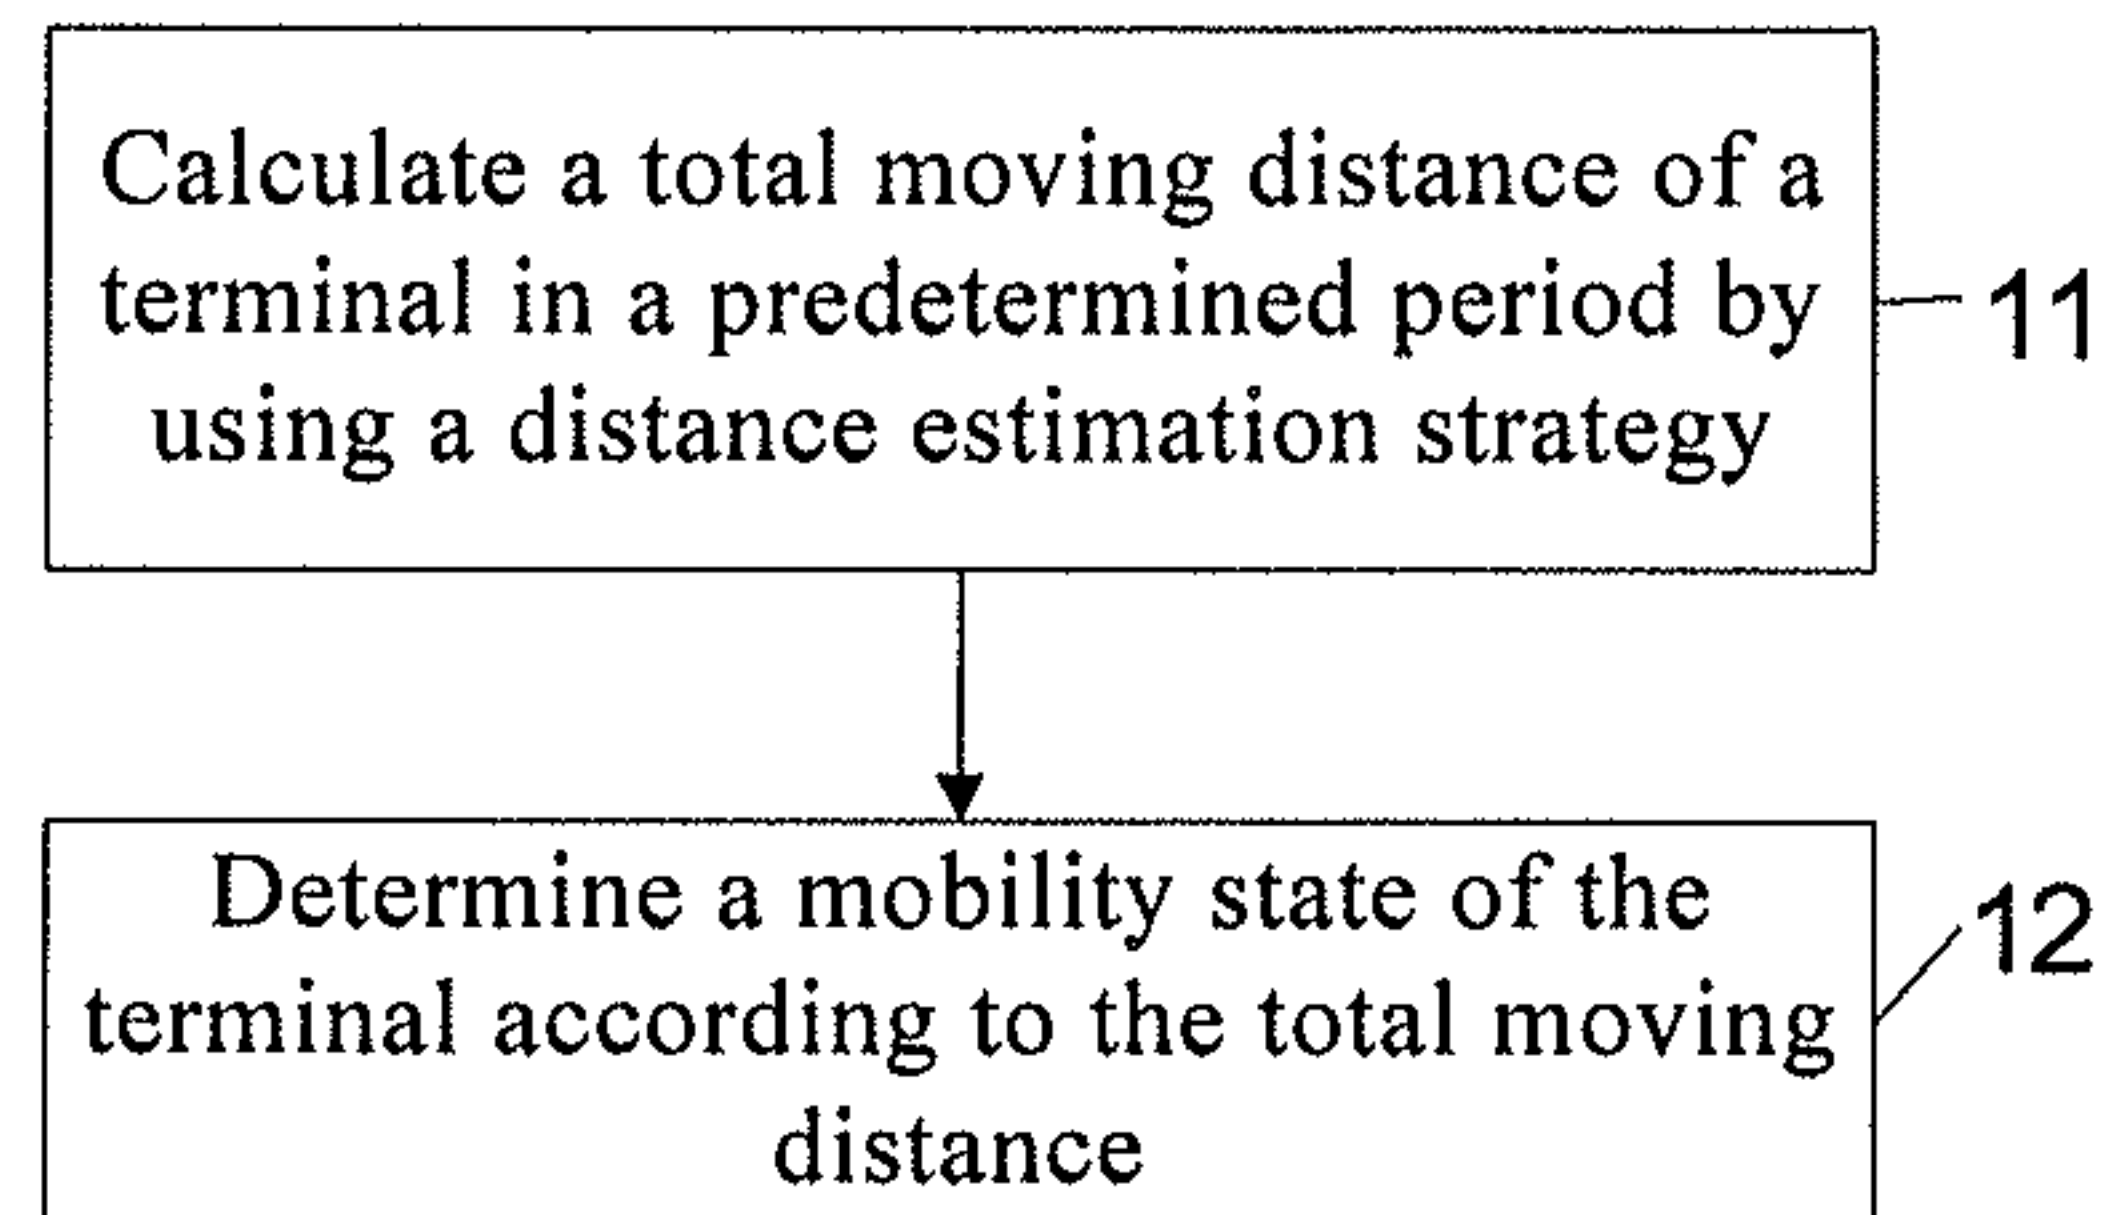 Calculate a total moving distance of a
terminal in a predetermined period by
using a distance estimation strategy
11
Determine a mobility state of the
terminal according to the total moving
distance
12